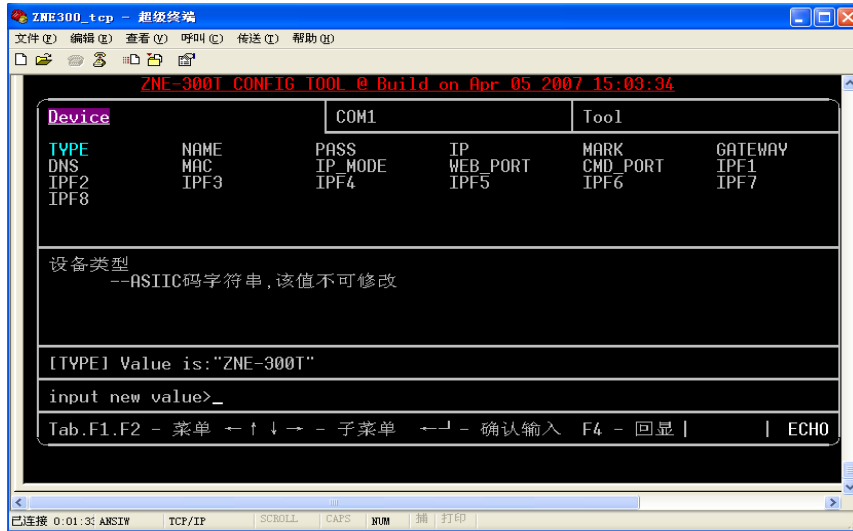 ZNE300_tcp - 超级终端
文件(F) 编辑(E) 查看(V) 呼叫(C) 传送(T) 帮助(H)
ZNE-300T CONFIG TOOL @ Build on Apr 05 2007 15:03:34
Device COM1 Tool
TYPE NAME PASS IP MARK GATEWAY
DNS MAC IP_MODE WEB_PORT CMD_PORT IPF1
IPF2 IPF3 IPF4 IPF5 IPF6 IPF7
IPF8
设备类型
--ASIIC码字符串,该值不可修改
[TYPE] Value is:"ZNE-300T"
input new value>_
Tab.F1.F2 - 菜单 ←↑↓→ - 子菜单 ←┘ - 确认输入 F4 - 回显 | | ECHO
已连接 0:01:33 ANSIW TCP/IP SCROLL CAPS NUM 捕 打印